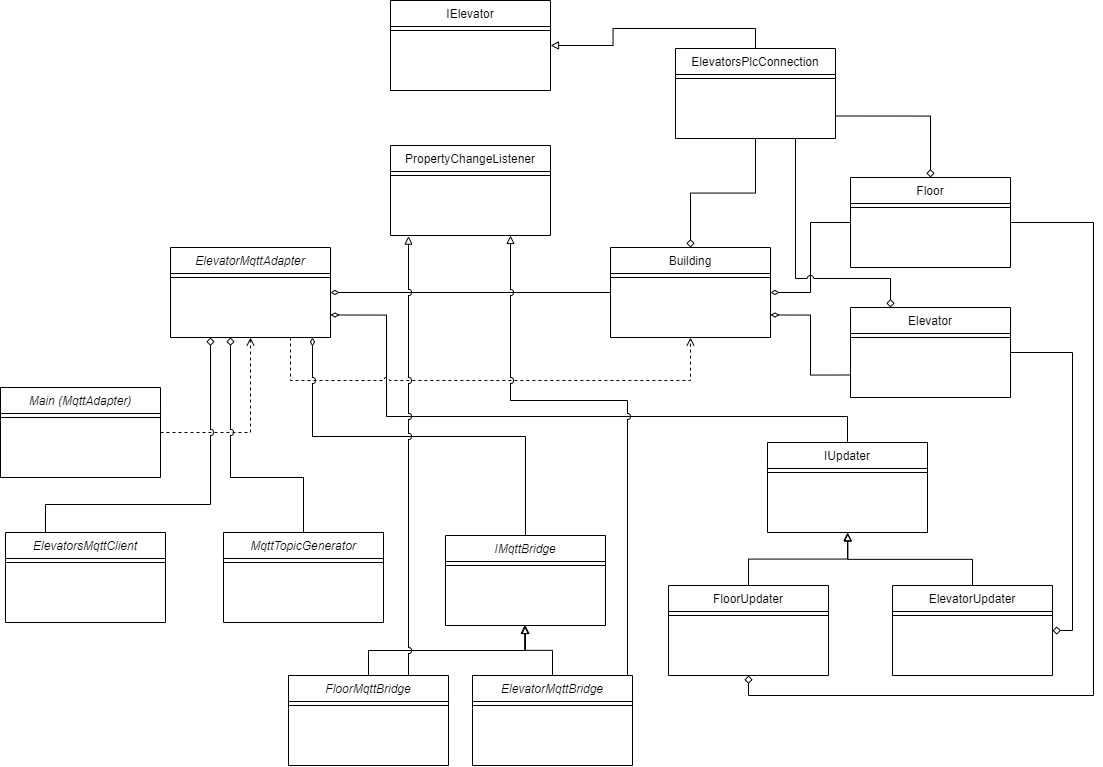 IElevator
ElevatorsPlcConnection
PropertyChangeListener
Floor
ElevatorMqttAdapter
Building
Elevator
Main (MqttAdapter)
IUpdater
ElevatorsMqttClient
MqttTopicGenerator
IMqttBridge
FloorUpdater
ElevatorUpdater
FloorMqttBridge
ElevatorMqttBridge